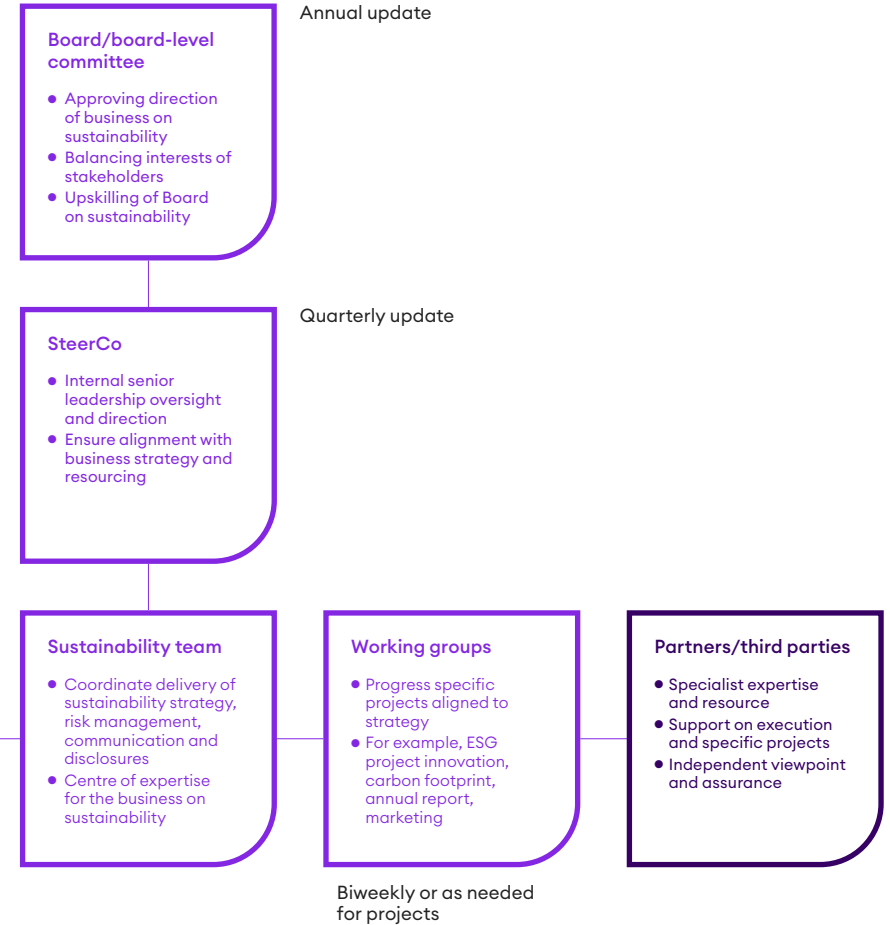 Annual update
Board/board-level
committee
● Approving direction
of business on
sustainability
● Balancing interests of
stakeholders
● Upskilling of Board
on sustainability
Quarterly update
SteerCo
● Internal senior
leadership oversight
and direction
● Ensure alignment with
business strategy and
resourcing
Sustainability team
● Coordinate delivery of
sustainability strategy,
risk management,
communication and
disclosures
● Centre of expertise
for the business on
sustainability
Working groups
● Progress specific
projects aligned to
strategy
● For example, ESG
project innovation,
carbon footprint,
annual report,
marketing
Biweekly or as needed
for projects
Partners/third parties
● Specialist expertise
and resource
● Support on execution
and specific projects
● Independent viewpoint
and assurance